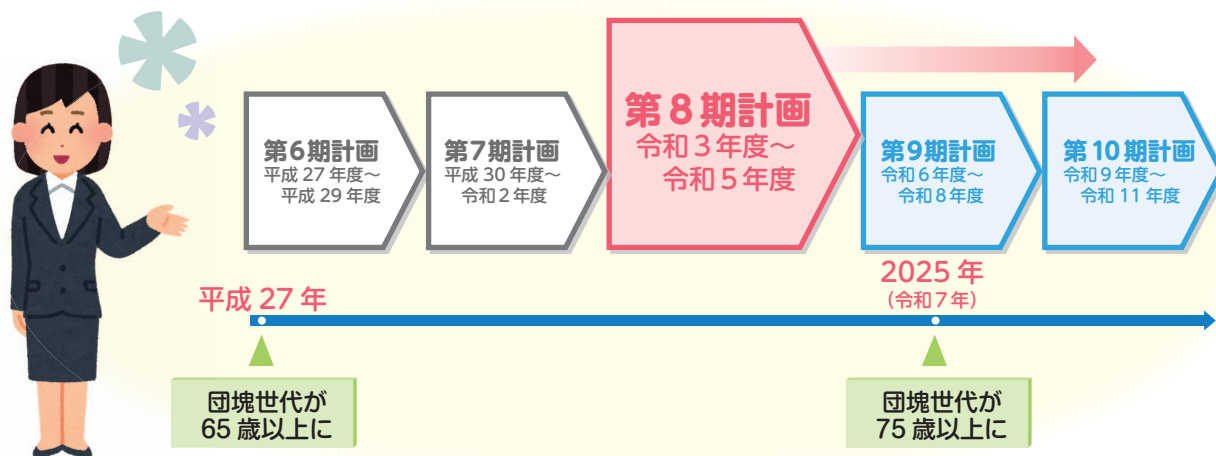 第6期計画
平成 27 年度〜
平成 29 年度
第7期計画
平成 30 年度〜
令和2年度
第8期計画
令和3年度〜
令和5年度
第9期計画
令和6年度〜
令和8年度
第10期計画
令和9年度〜
令和 11 年度
平成 27 年
2025 年
（令和7年）
団塊世代が
65 歳以上に
団塊世代が
75 歳以上に